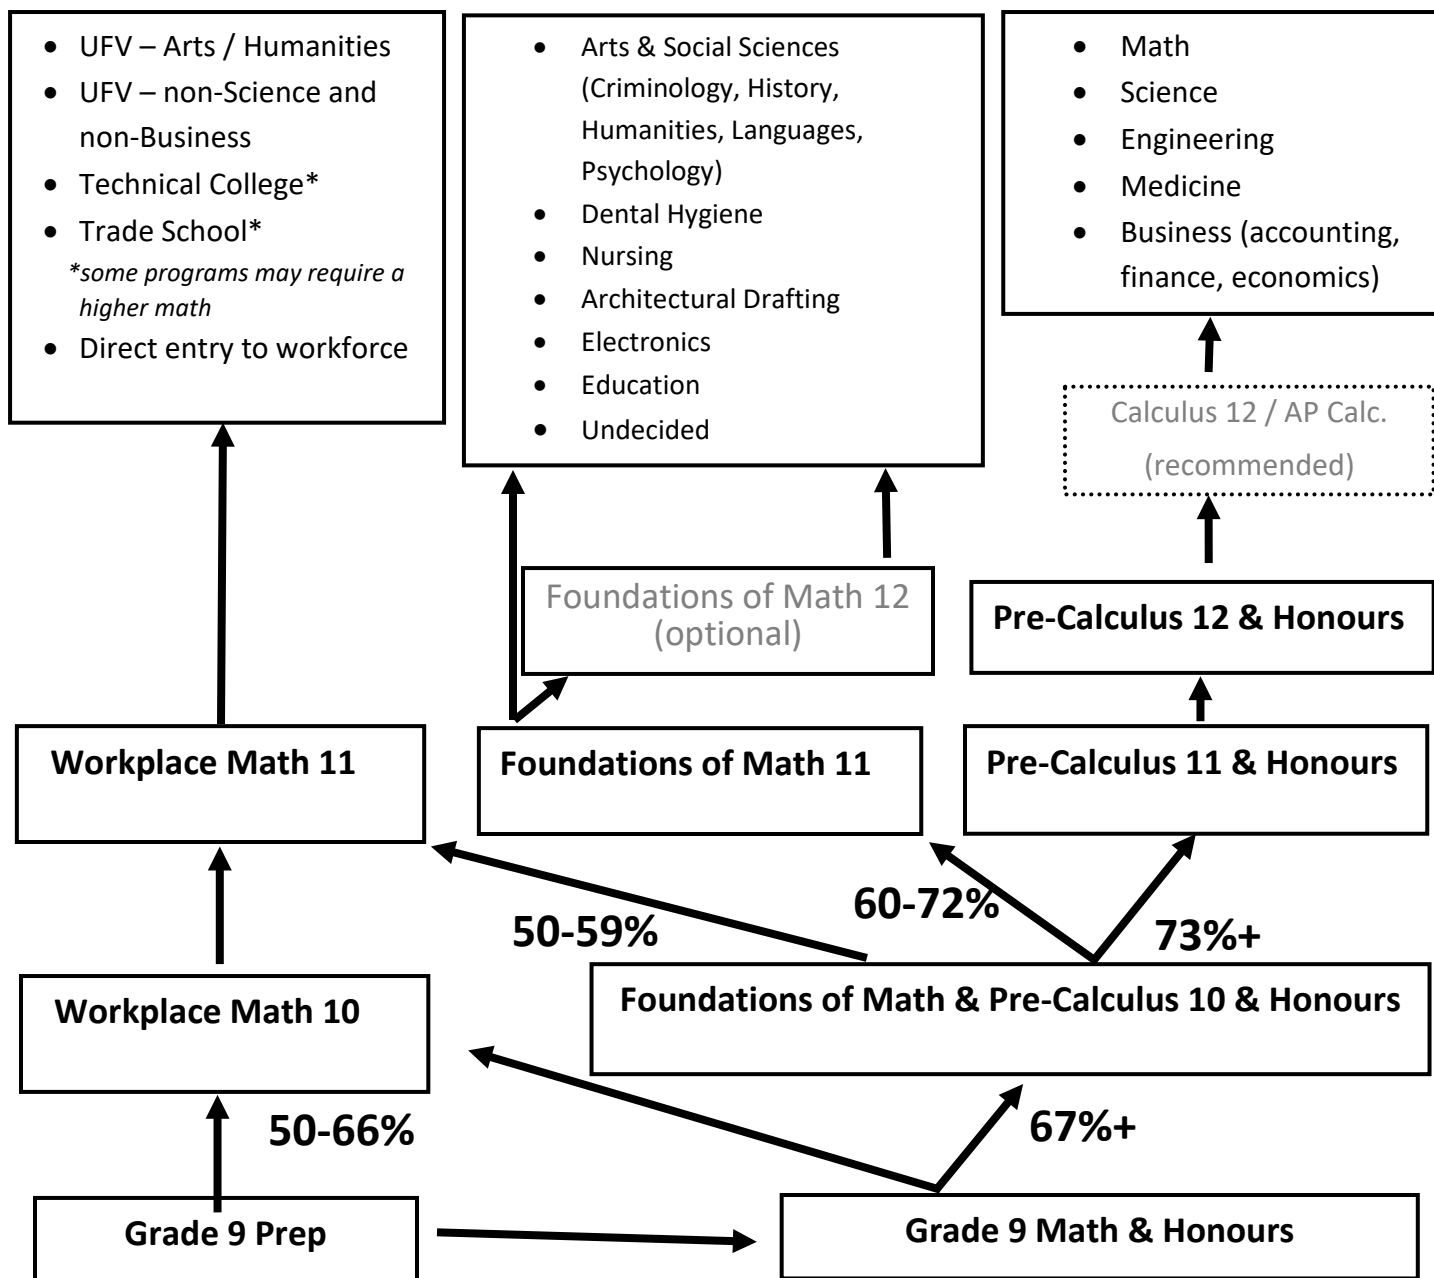 • UFV – Arts / Humanities
• UFV – non-Science and
non-Business
• Technical College*
• Trade School*
*some programs may require a
higher math
• Direct entry to workforce
• Arts & Social Sciences
(Criminology, History,
Humanities, Languages,
Psychology)
• Dental Hygiene
• Nursing
• Architectural Drafting
• Electronics
• Education
• Undecided
• Math
• Science
• Engineering
• Medicine
• Business (accounting,
finance, economics)
Calculus 12 / AP Calc.
(recommended)
Foundations of Math 12
(optional)
Pre-Calculus 12 & Honours
Workplace Math 11
Foundations of Math 11
Pre-Calculus 11 & Honours
50-59%
60-72%
73%+
Workplace Math 10
Foundations of Math & Pre-Calculus 10 & Honours
50-66%
67%+
Grade 9 Prep
Grade 9 Math & Honours